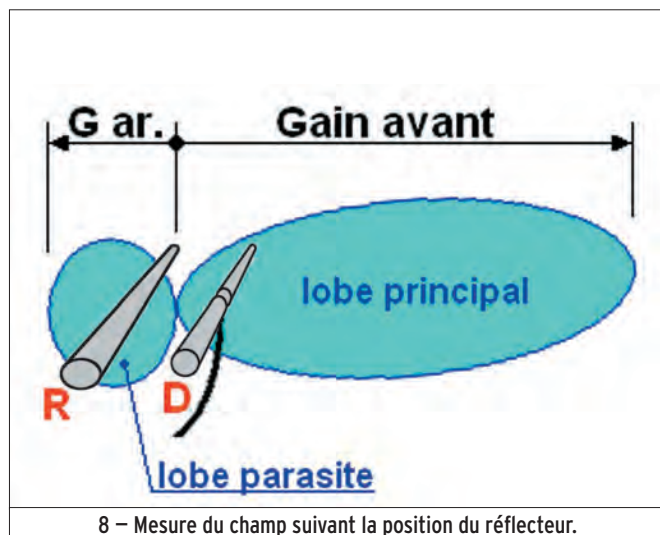 G ar. Gain avant
lobe principal
R D
lobe parasite
8 – Mesure du champ suivant la position du réflecteur.